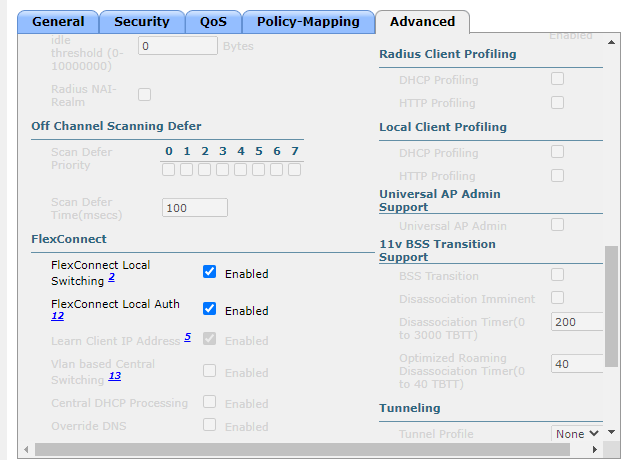 General Security QoS Policy-Mapping Advanced
idle
threshold (0-
10000000)
0 Bytes
Radius NAI-
Realm
Off Channel Scanning Defer
Scan Defer
Priority
0 1 2 3 4 5 6 7
Scan Defer
Time(msecs)
100
FlexConnect
FlexConnect Local
Switching 2
Enabled
FlexConnect Local Auth
12
Enabled
Learn Client IP Address 5 Enabled
Vlan based Central
Switching 13
Enabled
Central DHCP Processing Enabled
Override DNS Enabled
Enabled
Radius Client Profiling
DHCP Profiling
HTTP Profiling
Local Client Profiling
DHCP Profiling
HTTP Profiling
Universal AP Admin
Support
Universal AP Admin
11v BSS Transition
Support
BSS Transition
Disassociation Imminent
Disassociation Timer(0
to 3000 TBTT)
200
Optimized Roaming
Disassociation Timer(0
to 40 TBTT)
40
Tunneling
Tunnel Profile None